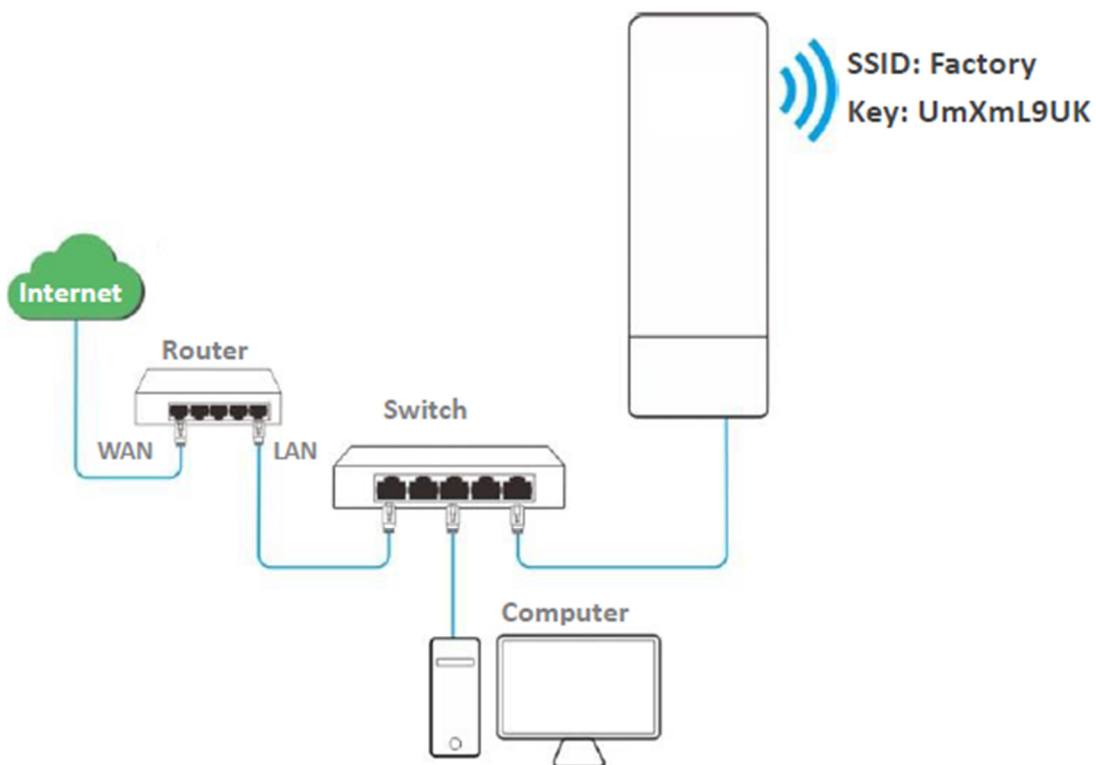 SSID: Factory
Key: UmXmL9UK
Internet
Router
WAN
LAN
Switch
Computer